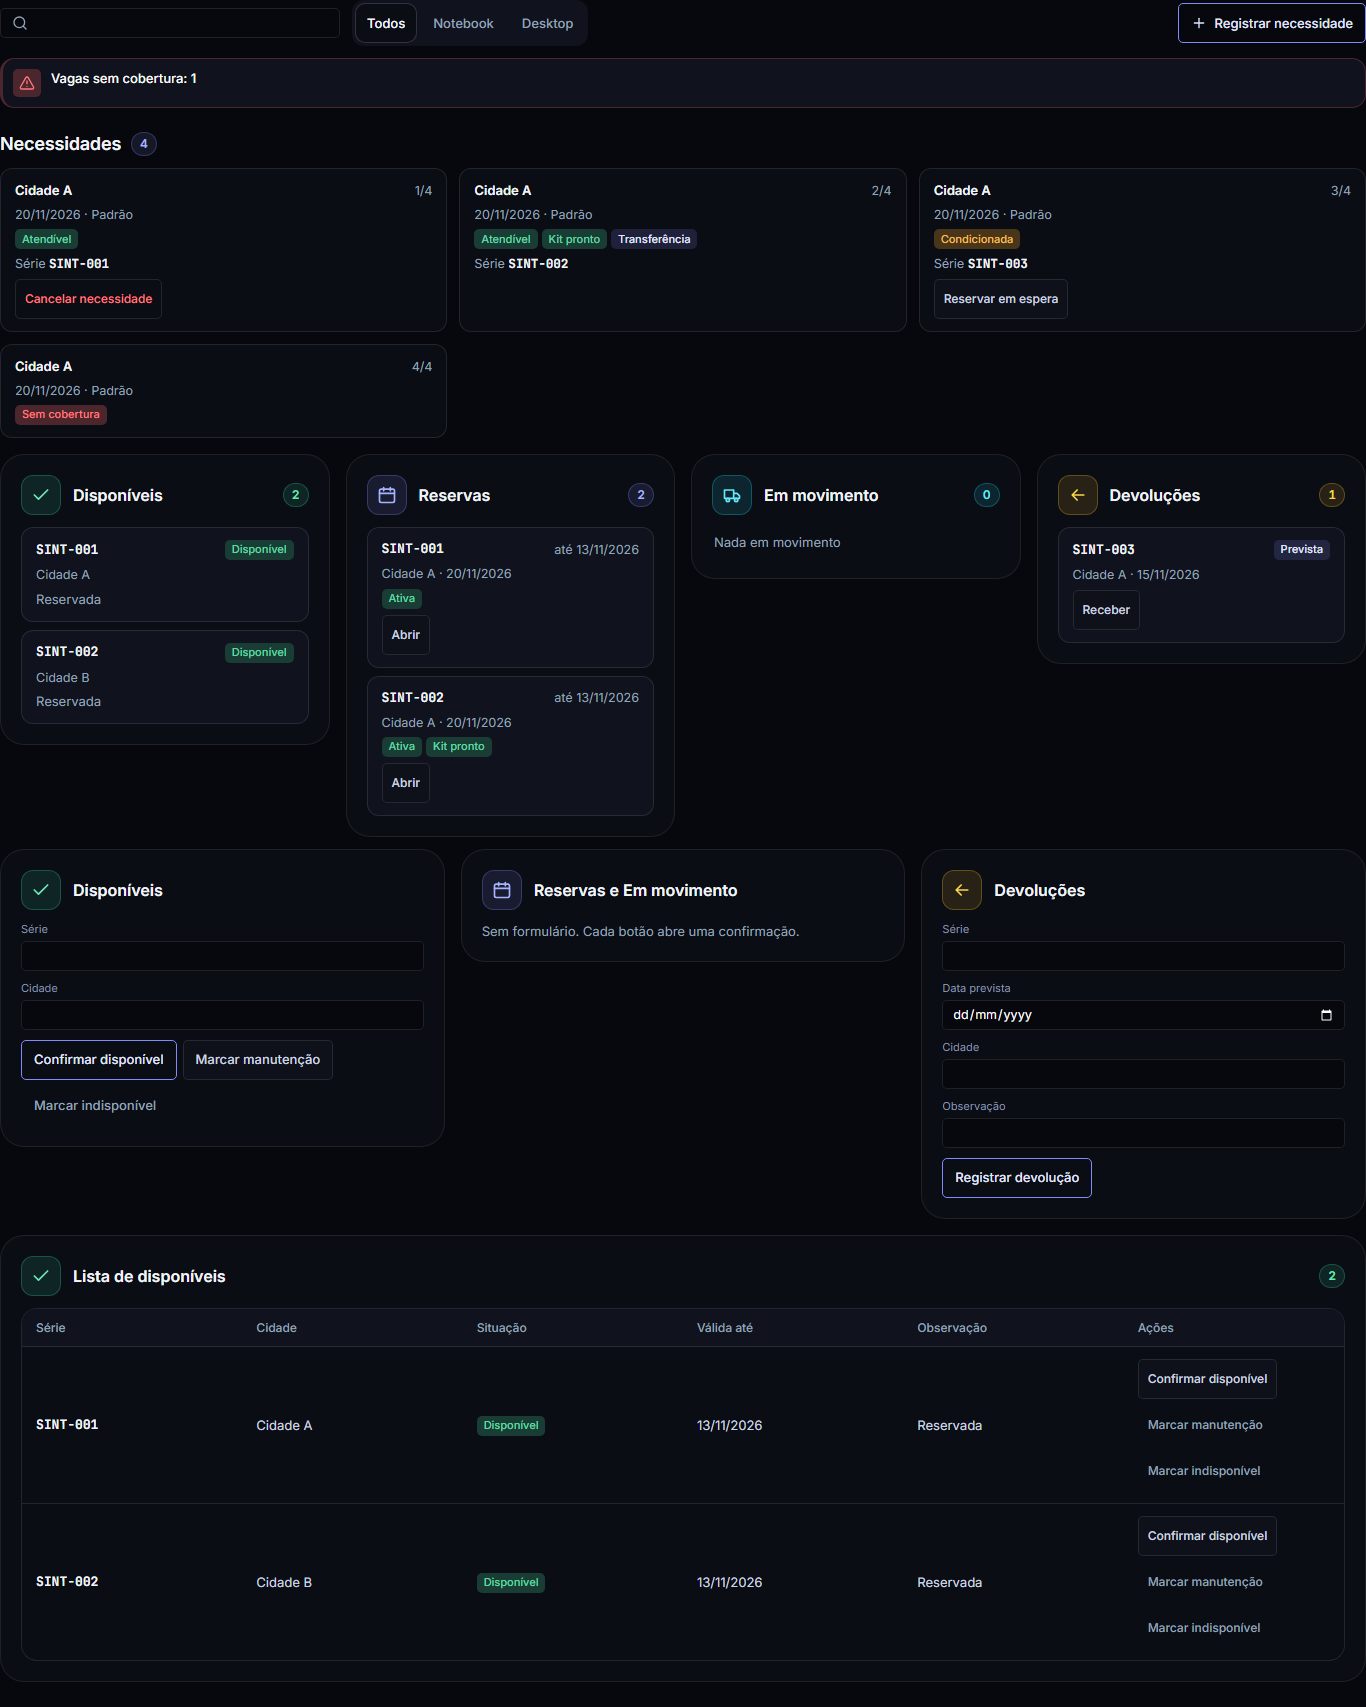 Todos Notebook Desktop
Registrar necessidade
Vagas sem cobertura: 1
Necessidades 4
Cidade A 1/4
20/11/2026 · Padrão
Atendível
Série SINT-001
Cancelar necessidade
Cidade A 2/4
20/11/2026 · Padrão
Atendível Kit pronto Transferência
Série SINT-002
Cidade A 3/4
20/11/2026 · Padrão
Condicionada
Série SINT-003
Reservar em espera
Cidade A 4/4
20/11/2026 · Padrão
Sem cobertura
Disponíveis 2
SINT-001 Disponível
Cidade A
Reservada
SINT-002 Disponível
Cidade B
Reservada
Reservas 2
SINT-001 até 13/11/2026
Cidade A · 20/11/2026
Ativa
Abrir
SINT-002 até 13/11/2026
Cidade A · 20/11/2026
Ativa Kit pronto
Abrir
Em movimento 0
Nada em movimento
Devoluções 1
SINT-003 Prevista
Cidade A · 15/11/2026
Receber
Disponíveis
Série
Cidade
Confirmar disponível Marcar manutenção
Marcar indisponível
Reservas e Em movimento
Sem formulário. Cada botão abre uma confirmação.
Devoluções
Série
Data prevista
dd/mm/yyyy
Cidade
Observação
Registrar devolução
Lista de disponíveis 2
Série Cidade Situação Válida até Observação Ações
SINT-001 Cidade A Disponível 13/11/2026 Reservada
Confirmar disponível
Marcar manutenção
Marcar indisponível
SINT-002 Cidade B Disponível 13/11/2026 Reservada
Confirmar disponível
Marcar manutenção
Marcar indisponível